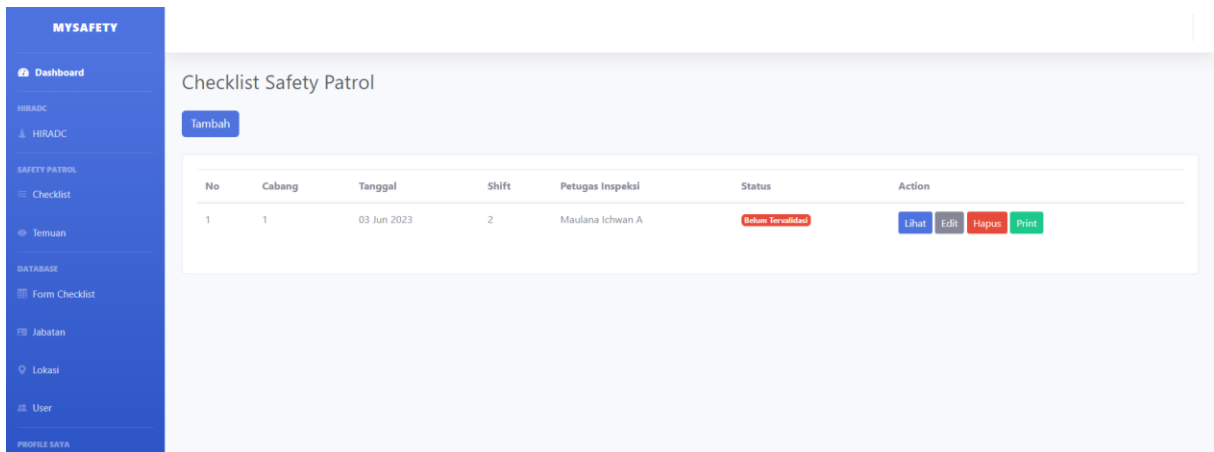 MYSAFETY
Dashboard
HIRADC
HIRADC
SAFETY PATROL
Checklist
Temuan
DATABASE
Form Checklist
Jabatan
Lokasi
User
PROFILE SAYA
Checklist Safety Patrol
Tambah
No Cabang Tanggal Shift Petugas Inspeksi Status Action
1 1 03 Jun 2023 2 Maulana Ichwan A Belum Tervalidasi Lihat Edit Hapus Print